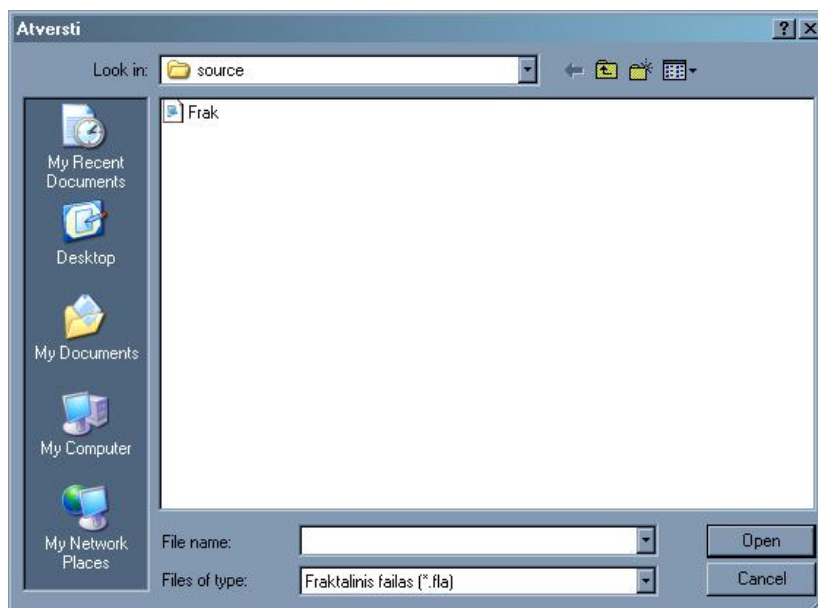 Atversti
Look in:
source
Frak
My Recent
Documents
Desktop
My Documents
My Computer
My Network
Places
File name:
Open
Files of type:
Fraktalinis failas (*.fla)
Cancel